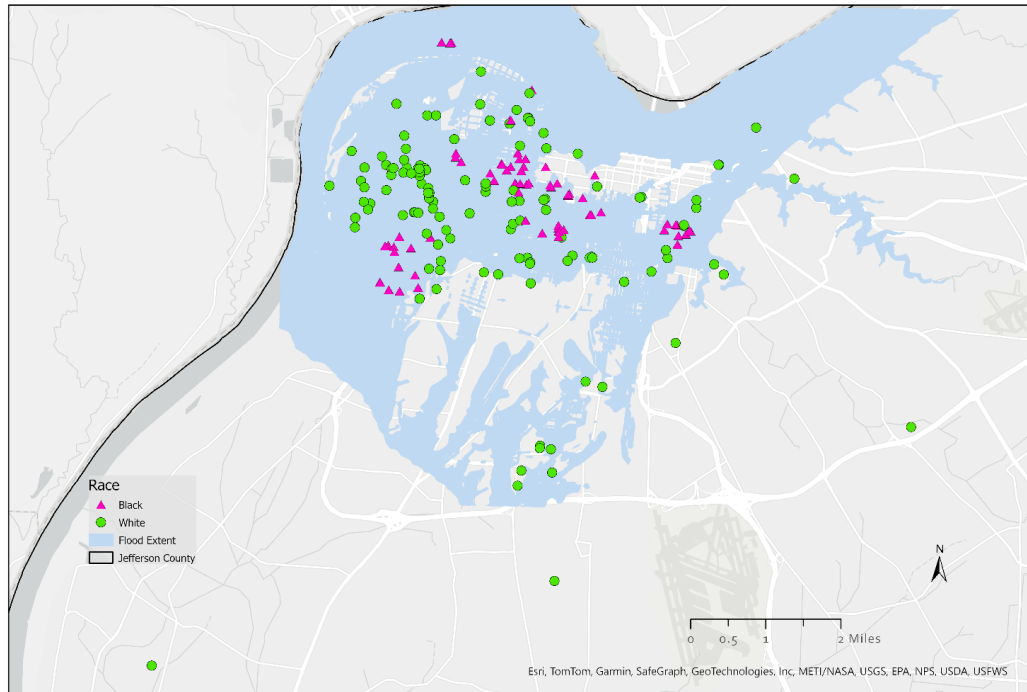 Race
Black
White
Flood Extent
Jefferson County
N
0 0.5 1 2 Miles
Esri, TomTom, Garmin, SafeGraph, GeoTechnologies, Inc, METI/NASA, USGS, EPA, NPS, USDA, USFWS